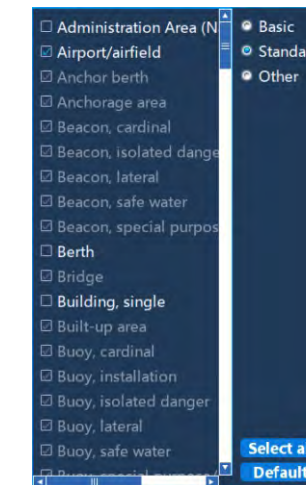 Administration Area (N
Airport/airfield
Anchor berth
Anchorage area
Beacon, cardinal
Beacon, isolated dange
Beacon, lateral
Beacon, safe water
Beacon, special purpos
Berth
Bridge
Building, single
Built-up area
Buoy, cardinal
Buoy, installation
Buoy, isolated danger
Buoy, lateral
Buoy, safe water
Basic
Standa
Other
Select a
Default